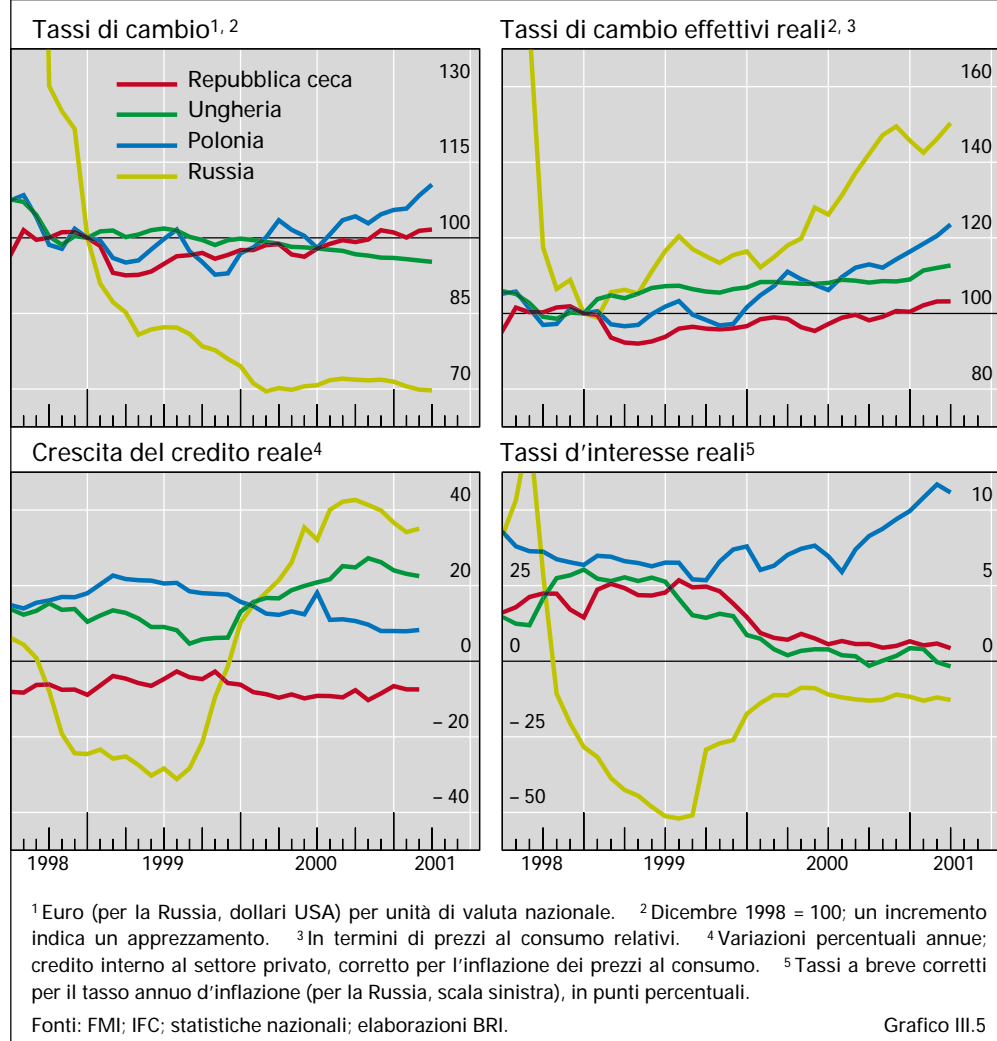 Tassi di cambio1, 2
130
115
100
85
70
Repubblica ceca
Ungheria
Polonia
Russia
Tassi di cambio effettivi reali2, 3
160
140
120
100
80
Crescita del credito reale4
40
20
0
– 20
– 40
1998 1999 2000 2001
Tassi d'interesse reali5
25
0
– 25
– 50
10
5
0
1998 1999 2000 2001
1 Euro (per la Russia, dollari USA) per unità di valuta nazionale. 2 Dicembre 1998 = 100; un incremento
indica un apprezzamento. 3 In termini di prezzi al consumo relativi. 4 Variazioni percentuali annue;
credito interno al settore privato, corretto per l'inflazione dei prezzi al consumo. 5 Tassi a breve corretti
per il tasso annuo d'inflazione (per la Russia, scala sinistra), in punti percentuali.
Fonti: FMI; IFC; statistiche nazionali; elaborazioni BRI. Grafico III.5